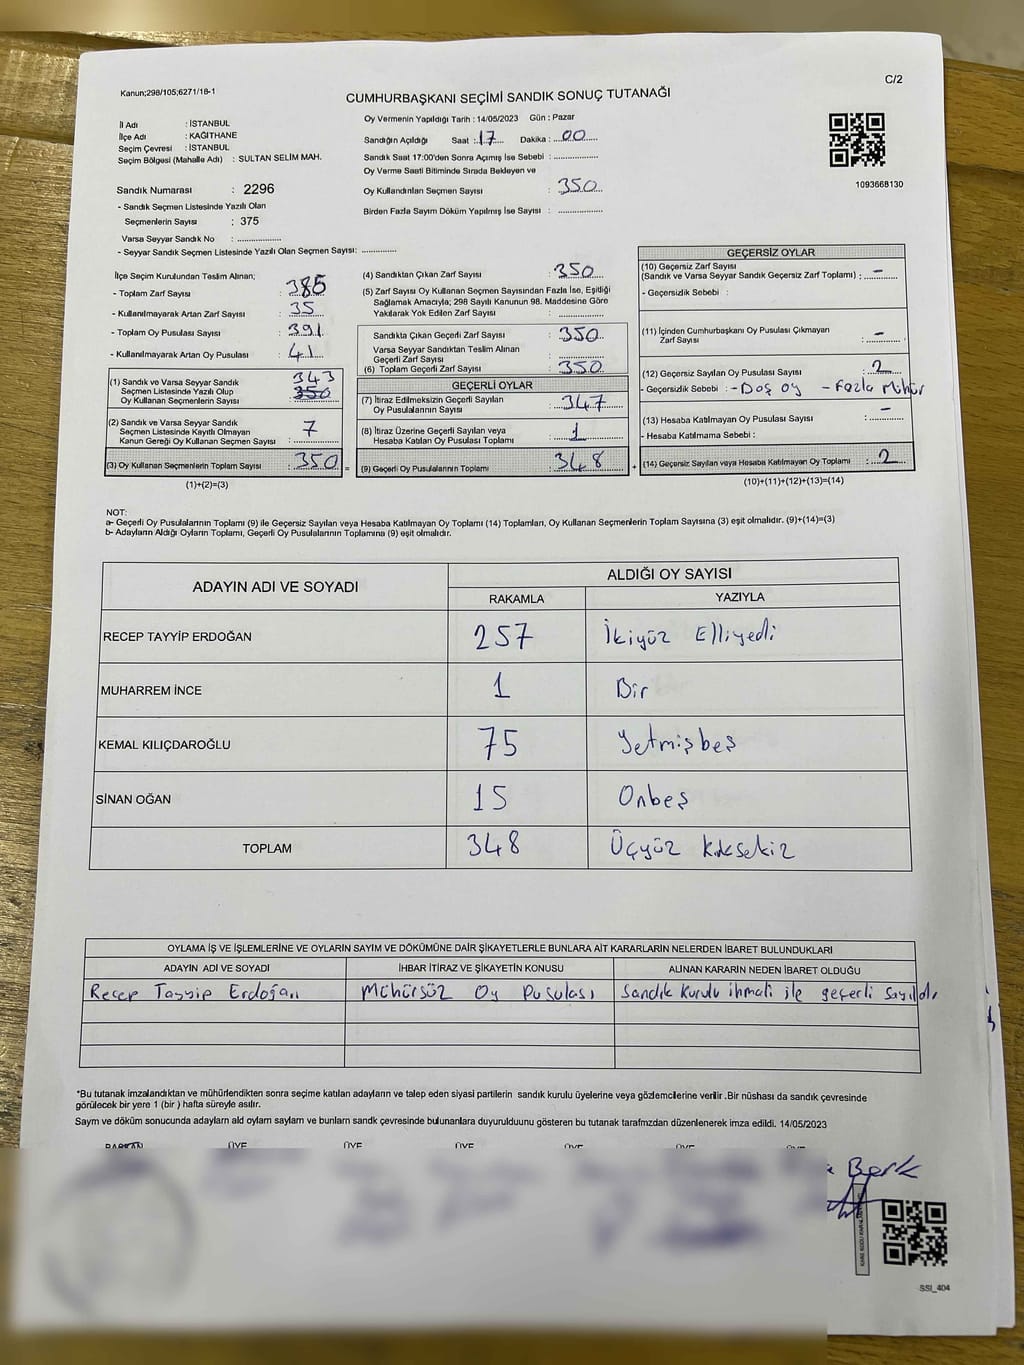 C/2
Kanun;298/105;6271/18-1
CUMHURBAŞKANI SEÇİMİ SANDIK SONUÇ TUTANAĞI
İl Adı : İSTANBUL
İlçe Adı : KAĞITHANE
Seçim Çevresi : İSTANBUL
Seçim Bölgesi (Mahalle Adı) : SULTAN SELİM MAH.
Sandık Numarası : 2296
- Sandık Seçmen Listesinde Yazılı Olan
Seçmenlerin Sayısı : 375
Varsa Seyyar Sandık No : ..............
- Seyyar Sandık Seçmen Listesinde Yazılı Olan Seçmen Sayısı: ............
Oy Vermenin Yapıldığı Tarih : 14/05/2023 Gün : Pazar
Sandığın Açıldığı Saat : 17 Dakika : 00
Sandık Saat 17:00'den Sonra Açımış İse Sebebi : ..............
Oy Verme Saati Bitiminde Sırada Bekleyen ve
Oy Kullandırılan Seçmen Sayısı : 350
Birden Fazla Sayım Döküm Yapılmış İse Sayısı : ..............
1093668130
İlçe Seçim Kurulundan Teslim Alınan;
- Toplam Zarf Sayısı : 385
- Kullanılmayarak Artan Zarf Sayısı : 35
- Toplam Oy Pusulası Sayısı : 391
- Kullanılmayarak Artan Oy Pusulası : 41
(1) Sandık ve Varsa Seyyar Sandık 343
Seçmen Listesinde Yazılı Olup
Oy Kullanan Seçmenlerin Sayısı : 350
(2) Sandık ve Varsa Seyyar Sandık
Seçmen Listesinde Kayıtlı Olmayan 7
Kanun Gereği Oy Kullanan Seçmen Sayısı :
(3) Oy Kullanan Seçmenlerin Toplam Sayısı : 350 =
(1)+(2)=(3)
(4) Sandıktan Çıkan Zarf Sayısı : 350
(5) Zarf Sayısı Oy Kullanan Seçmen Sayısından Fazla İse, Eşitliği
Sağlamak Amacıyla; 298 Sayılı Kanunun 98. Maddesine Göre
Yakılarak Yok Edilen Zarf Sayısı : ..............
Sandıkta Çıkan Geçerli Zarf Sayısı : 350
Varsa Seyyar Sandıktan Teslim Alınan
Geçerli Zarf Sayısı : ..............
(6) Toplam Geçerli Zarf Sayısı : 350
GEÇERLİ OYLAR
(7) İtiraz Edilmeksizin Geçerli Sayılan
Oy Pusulalarının Sayısı : 347
(8) İtiraz Üzerine Geçerli Sayılan veya
Hesaba Katılan Oy Pusulası Toplamı : 1
(9) Geçerli Oy Pusulalarının Toplamı : 348 +
GEÇERSİZ OYLAR
(10) Geçersiz Zarf Sayısı
(Sandık ve Varsa Seyyar Sandık Geçersiz Zarf Toplamı) : -
- Geçersizlik Sebebi :
(11) İçinden Cumhurbaşkanı Oy Pusulası Çıkmayan
Zarf Sayısı : -
(12) Geçersiz Sayılan Oy Pusulası Sayısı : 2
- Geçersizlik Sebebi : - Boş oy - Fazla Mühür
(13) Hesaba Katılmayan Oy Pusulası Sayısı : -
- Hesaba Katılmama Sebebi :
(14) Geçersiz Sayılan veya Hesaba Katılmayan Oy Toplamı : 2
(10)+(11)+(12)+(13)=(14)
NOT:
a- Geçerli Oy Pusulalarının Toplamı (9) ile Geçersiz Sayılan veya Hesaba Katılmayan Oy Toplamı (14) Toplamları, Oy Kullanan Seçmenlerin Toplam Sayısına (3) eşit olmalıdır. (9)+(14)=(3)
b- Adayların Aldığı Oyların Toplamı, Geçerli Oy Pusulalarının Toplamına (9) eşit olmalıdır.
ADAYIN ADI VE SOYADI
ALDIĞI OY SAYISI
RAKAMLA YAZIYLA
RECEP TAYYİP ERDOĞAN 257 İkiyüz Elliyedi
MUHARREM İNCE 1 Bir
KEMAL KILIÇDAROĞLU 75 Yetmişbeş
SİNAN OĞAN 15 Onbeş
TOPLAM 348 Üçyüz Kırksekiz
OYLAMA İŞ VE İŞLEMLERİNE VE OYLARIN SAYIM VE DÖKÜMÜNE DAİR ŞİKAYETLERLE BUNLARA AİT KARARLARIN NELERDEN İBARET BULUNDUKLARI
ADAYIN ADI VE SOYADI İHBAR İTİRAZ VE ŞİKAYETİN KONUSU ALINAN KARARIN NEDEN İBARET OLDUĞU
Recep Tayyip Erdoğan Mühürsüz Oy Pusulası Sandık Kurulu ihmali ile geçerli sayıldı.
*Bu tutanak imzalandıktan ve mühürlendikten sonra seçime katılan adayların ve talep eden siyasi partilerin sandık kurulu üyelerine veya gözlemcilerine verilir .Bir nüshası da sandık çevresinde
görülecek bir yere 1 (bir ) hafta süreyle asılır.
Sayım ve döküm sonucunda adayların ald oyların sayların ve bunların sandk çevresinde bulunanlara duyurulduunu gösteren bu tutanak tarafmzdan düzenlenerek imza edildi. 14/05/2023
BAŞKAN ÜYE ÜYE ÜYE ÜYE ÜYE ÜYE
Berk
SSI_404